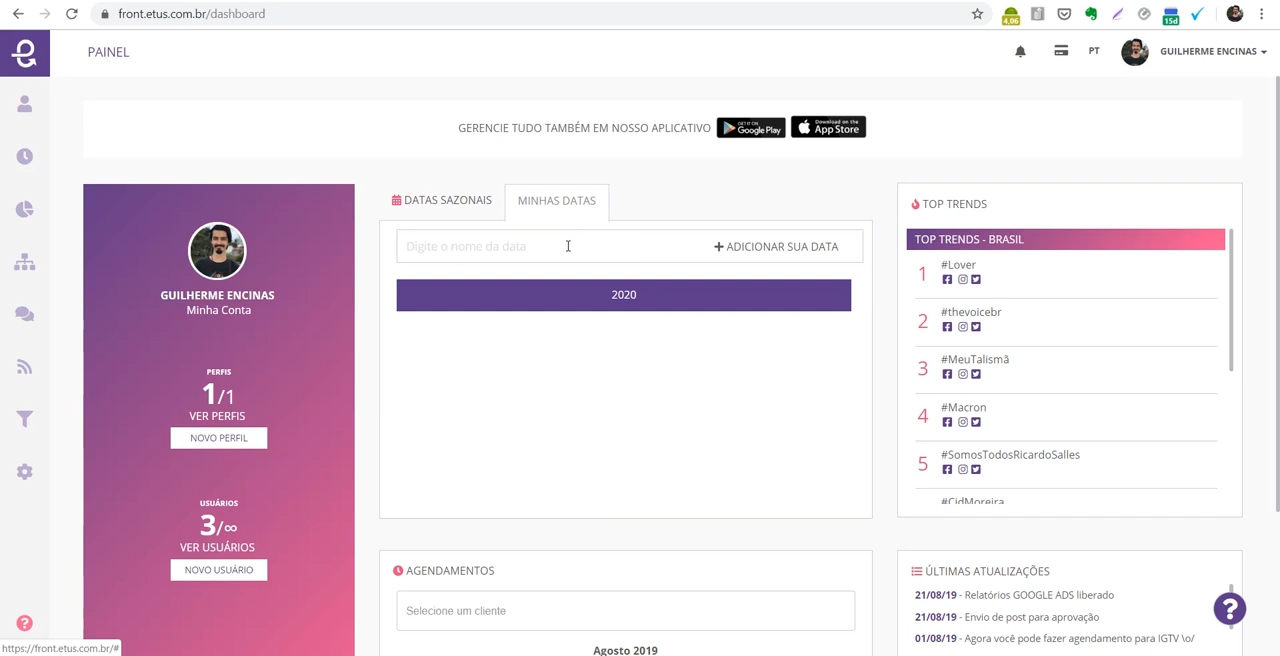 front.etus.com.br/dashboard
4,06
15d
PAINEL
PT
GUILHERME ENCINAS
GERENCIE TUDO TAMBÉM EM NOSSO APLICATIVO
GET IT ON
Google Play
Download on the
App Store
GUILHERME ENCINAS
Minha Conta
PERFIS
1/1
VER PERFIS
NOVO PERFIL
USUÁRIOS
3/∞
VER USUÁRIOS
NOVO USUÁRIO
DATAS SAZONAIS
MINHAS DATAS
Digite o nome da data
+ ADICIONAR SUA DATA
2020
AGENDAMENTOS
Selecione um cliente
Agosto 2019
TOP TRENDS
TOP TRENDS - BRASIL
1 #Lover
2 #thevoicebr
3 #MeuTalismã
4 #Macron
5 #SomosTodosRicardoSalles
#CidMoreira
ÚLTIMAS ATUALIZAÇÕES
21/08/19 - Relatórios GOOGLE ADS liberado
21/08/19 - Envio de post para aprovação
01/08/19 - Agora você pode fazer agendamento para IGTV \o/
?
?
https://front.etus.com.br/#